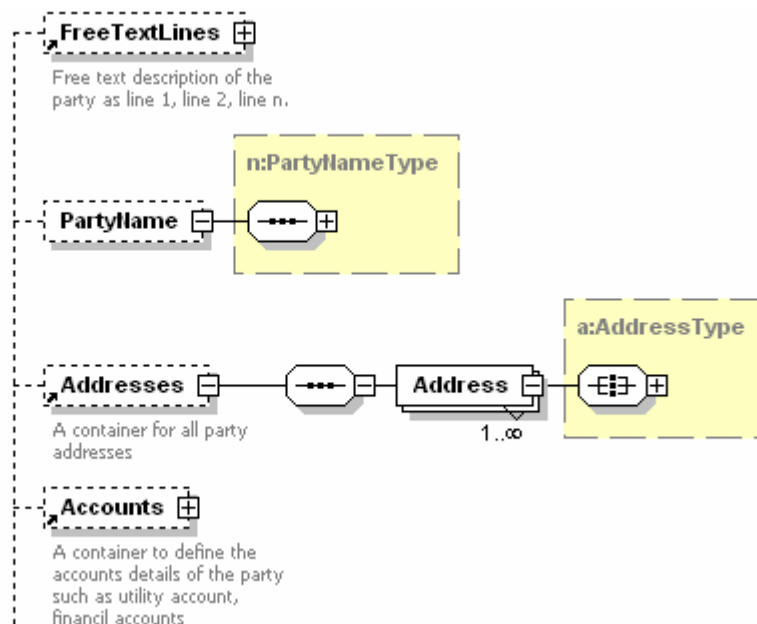 FreeTextLines
Free text description of the
party as line 1, line 2, line n.
n:PartyNameType
PartyName
a:AddressType
Addresses
Address
1..∞
A container for all party
addresses
Accounts
A container to define the
accounts details of the party
such as utility account,
financil accounts